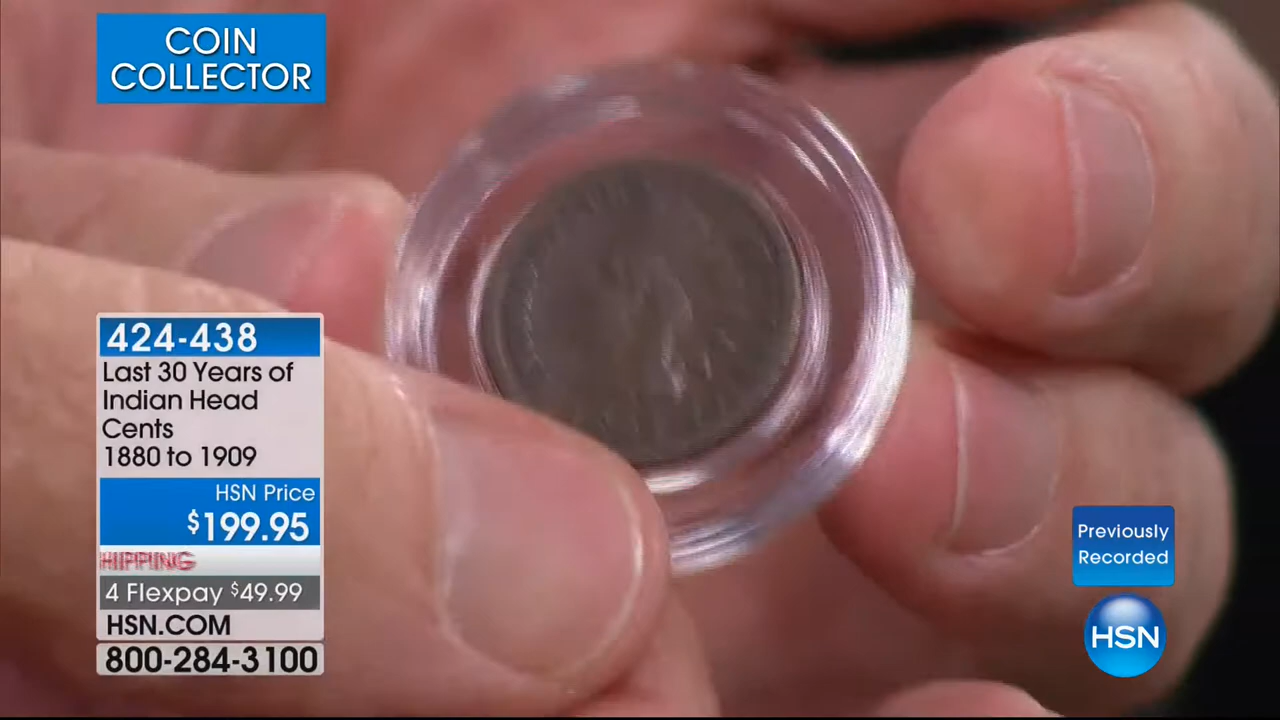 COIN
COLLECTOR
424-438
Last 30 Years of
Indian Head
Cents
1880 to 1909
HSN Price
$199.95
HIPPING
4 Flexpay $49.99
HSN.COM
800-284-3100
Previously
Recorded
HSN